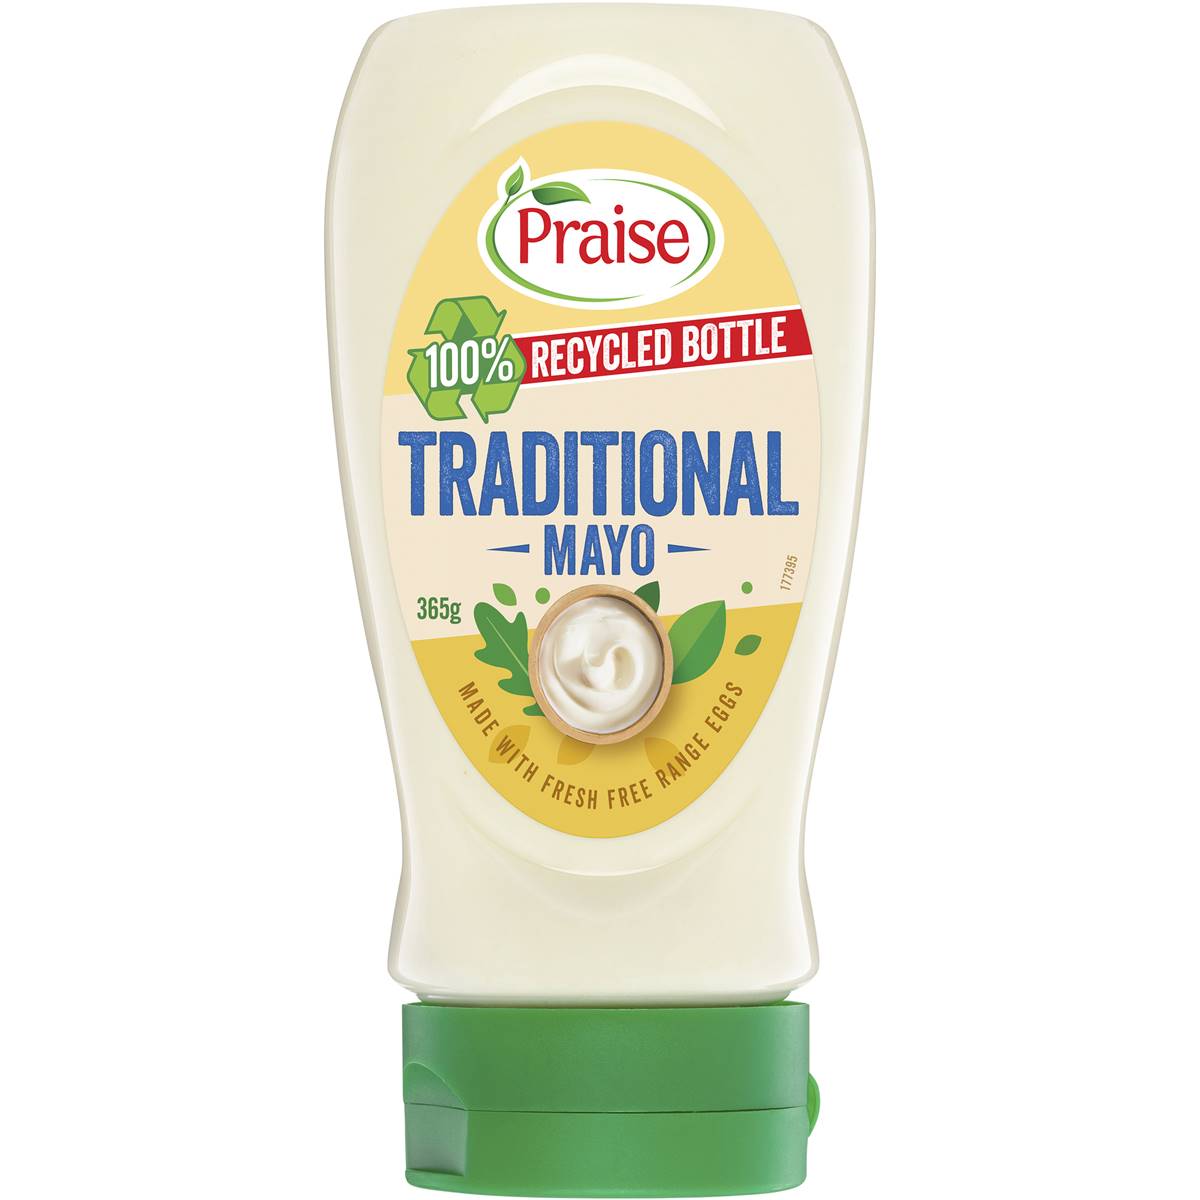 Praise
100% RECYCLED BOTTLE
TRADITIONAL
MAYO
177395
365g
MADE WITH FRESH FREE RANGE EGGS